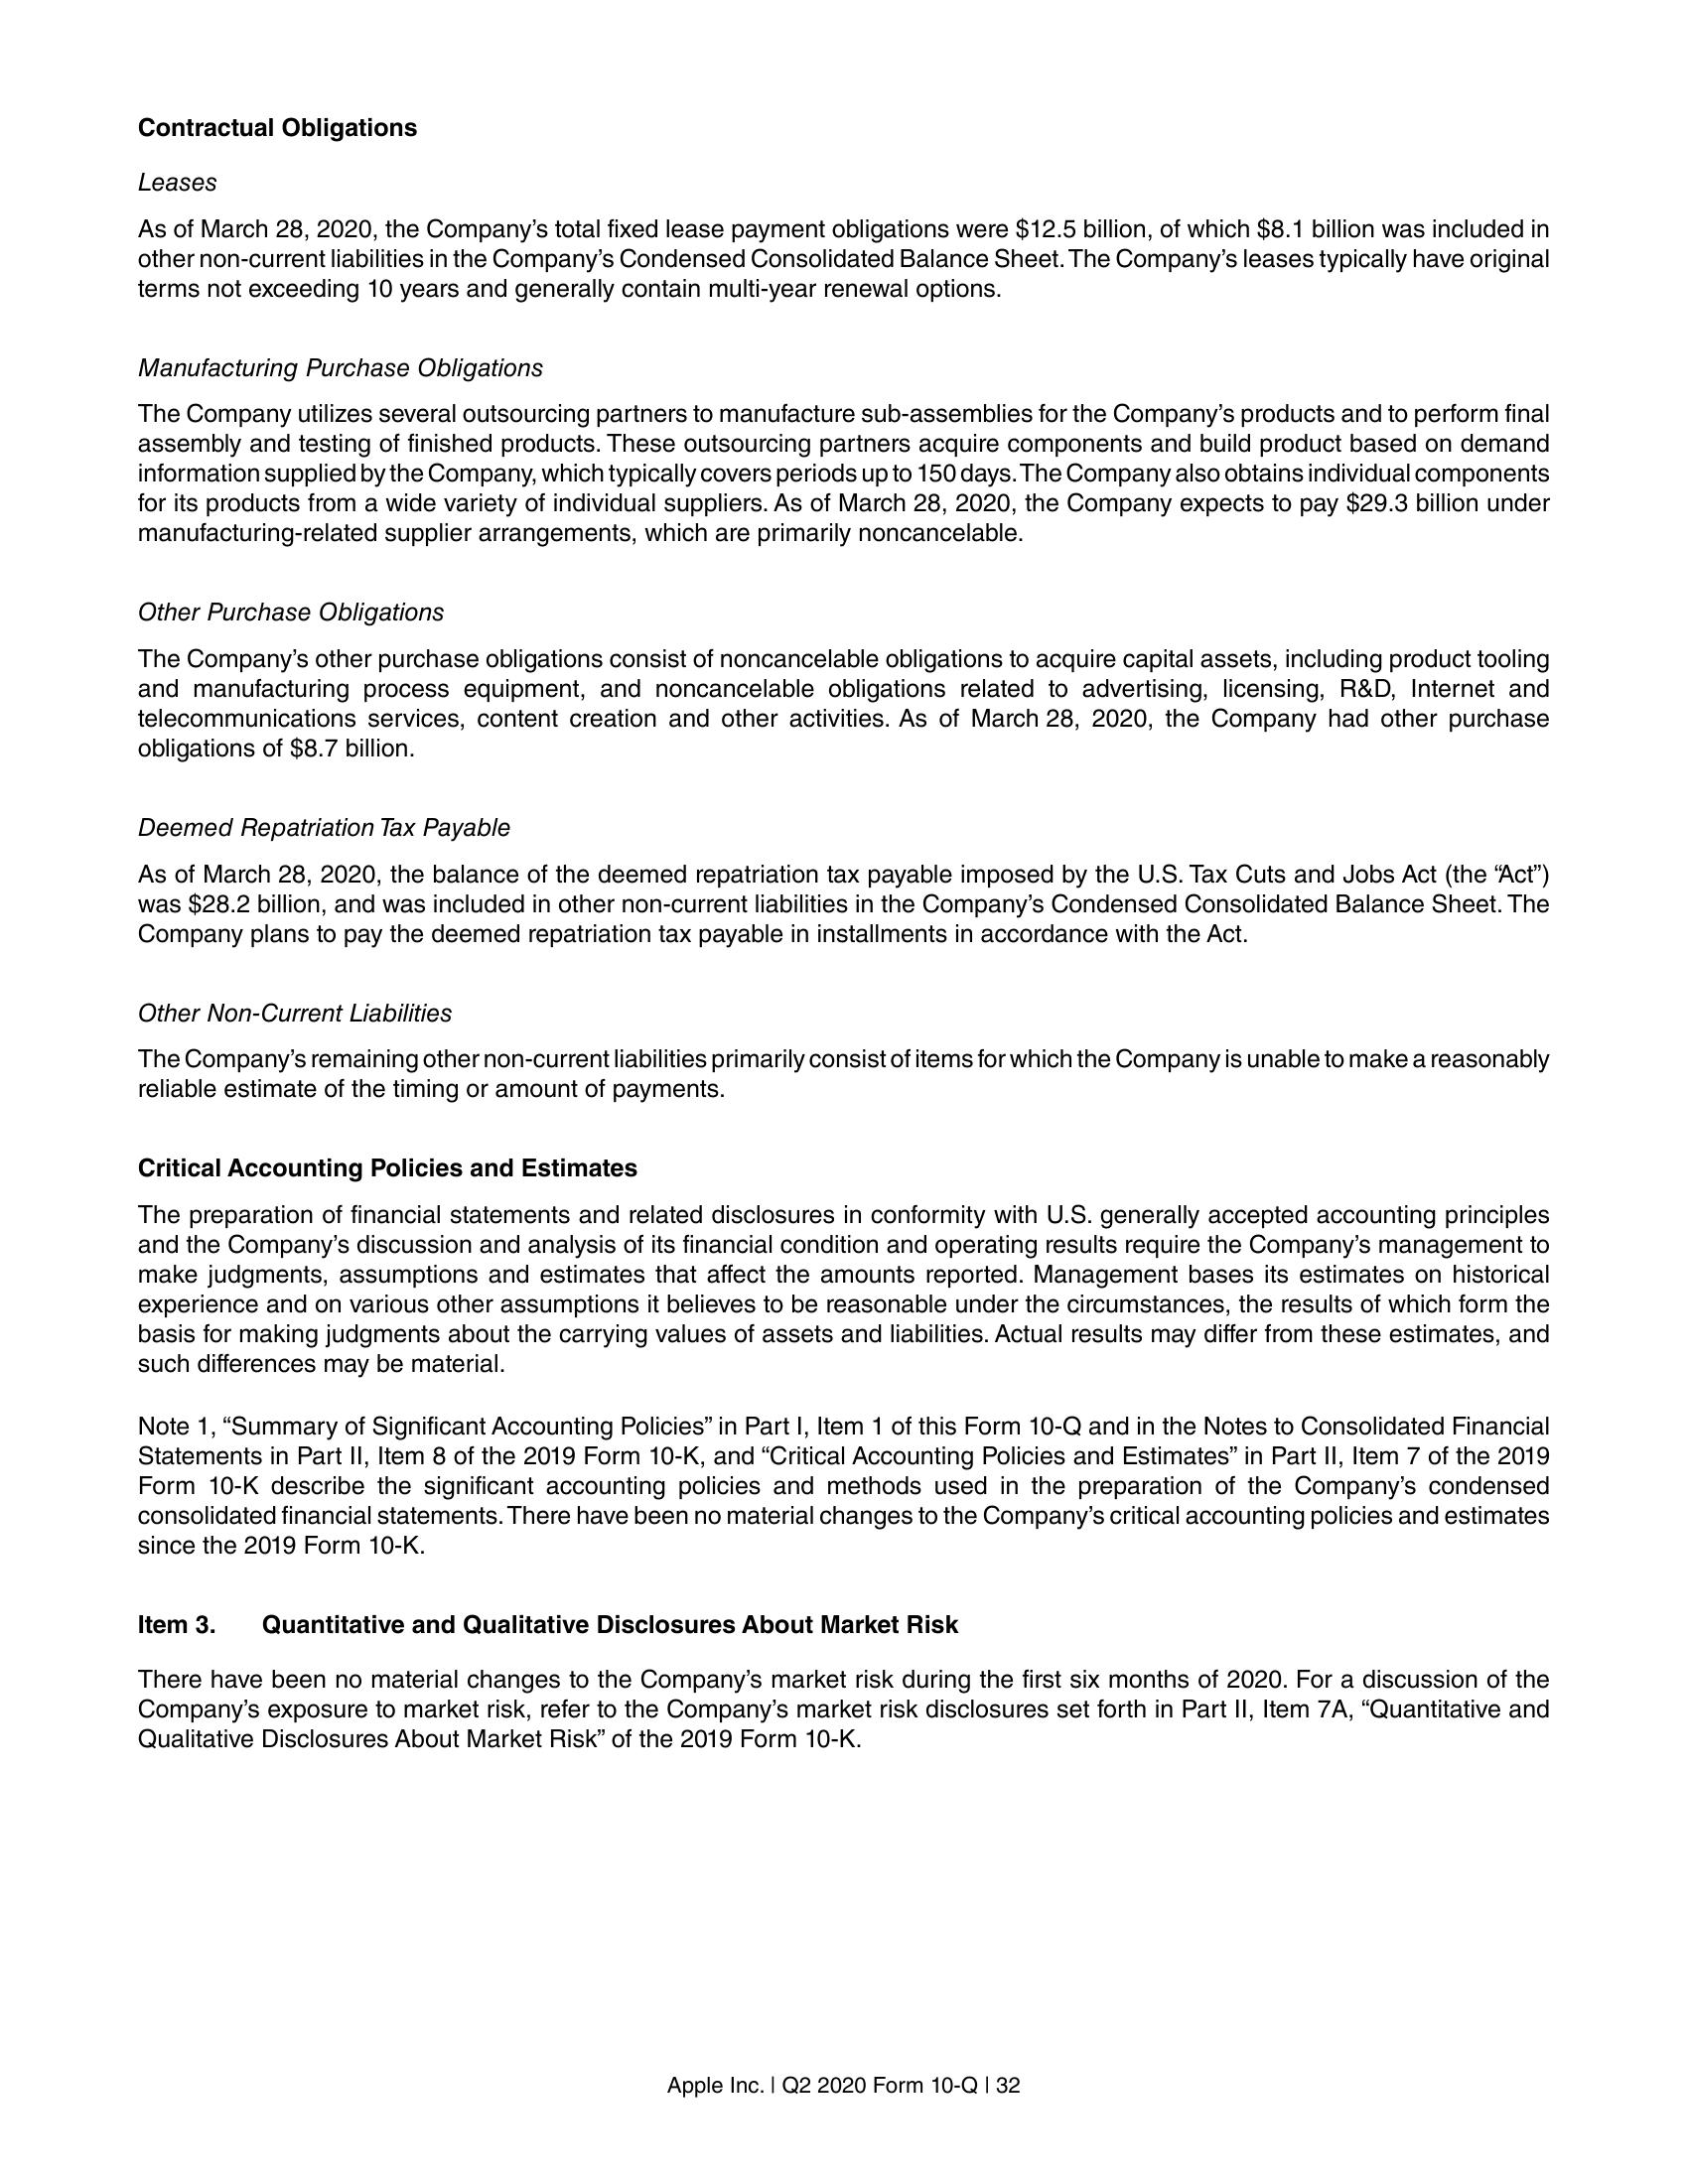 Contractual Obligations
Leases
As of March 28, 2020, the Company’s total fixed lease payment obligations were $12.5 billion, of which $8.1 billion was included in
other non-current liabilities in the Company’s Condensed Consolidated Balance Sheet. The Company’s leases typically have original
terms not exceeding 10 years and generally contain multi-year renewal options.
Manufacturing Purchase Obligations
The Company utilizes several outsourcing partners to manufacture sub-assemblies for the Company’s products and to perform final
assembly and testing of finished products. These outsourcing partners acquire components and build product based on demand
information supplied by the Company, which typically covers periods up to 150 days. The Company also obtains individual components
for its products from a wide variety of individual suppliers. As of March 28, 2020, the Company expects to pay $29.3 billion under
manufacturing-related supplier arrangements, which are primarily noncancelable.
Other Purchase Obligations
The Company’s other purchase obligations consist of noncancelable obligations to acquire capital assets, including product tooling
and manufacturing process equipment, and noncancelable obligations related to advertising, licensing, R&D, Internet and
telecommunications services, content creation and other activities. As of March 28, 2020, the Company had other purchase
obligations of $8.7 billion.
Deemed Repatriation Tax Payable
As of March 28, 2020, the balance of the deemed repatriation tax payable imposed by the U.S. Tax Cuts and Jobs Act (the “Act”)
was $28.2 billion, and was included in other non-current liabilities in the Company’s Condensed Consolidated Balance Sheet. The
Company plans to pay the deemed repatriation tax payable in installments in accordance with the Act.
Other Non-Current Liabilities
The Company’s remaining other non-current liabilities primarily consist of items for which the Company is unable to make a reasonably
reliable estimate of the timing or amount of payments.
Critical Accounting Policies and Estimates
The preparation of financial statements and related disclosures in conformity with U.S. generally accepted accounting principles
and the Company’s discussion and analysis of its financial condition and operating results require the Company’s management to
make judgments, assumptions and estimates that affect the amounts reported. Management bases its estimates on historical
experience and on various other assumptions it believes to be reasonable under the circumstances, the results of which form the
basis for making judgments about the carrying values of assets and liabilities. Actual results may differ from these estimates, and
such differences may be material.
Note 1, “Summary of Significant Accounting Policies” in Part I, Item 1 of this Form 10-Q and in the Notes to Consolidated Financial
Statements in Part II, Item 8 of the 2019 Form 10-K, and “Critical Accounting Policies and Estimates” in Part II, Item 7 of the 2019
Form 10-K describe the significant accounting policies and methods used in the preparation of the Company’s condensed
consolidated financial statements. There have been no material changes to the Company’s critical accounting policies and estimates
since the 2019 Form 10-K.
Item 3. Quantitative and Qualitative Disclosures About Market Risk
There have been no material changes to the Company’s market risk during the first six months of 2020. For a discussion of the
Company’s exposure to market risk, refer to the Company’s market risk disclosures set forth in Part II, Item 7A, “Quantitative and
Qualitative Disclosures About Market Risk” of the 2019 Form 10-K.
Apple Inc. | Q2 2020 Form 10-Q | 32